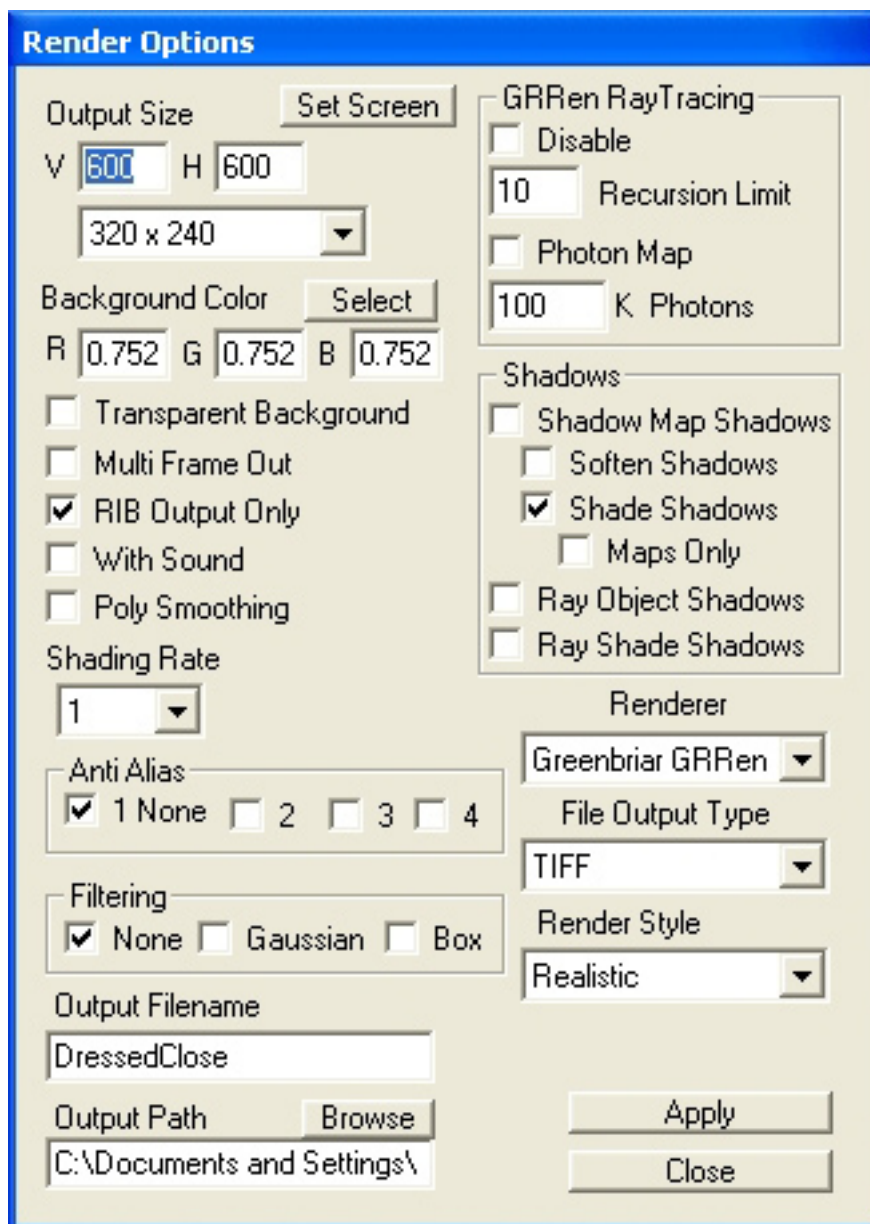 Render Options
Output Size
Set Screen
V 600 H 600
320 x 240
Background Color
Select
R 0.752 G 0.752 B 0.752
Transparent Background
Multi Frame Out
RIB Output Only
With Sound
Poly Smoothing
Shading Rate
1
Anti Alias
1 None 2 3 4
Filtering
None Gaussian Box
Output Filename
DressedClose
Output Path
Browse
C:\Documents and Settings\
GRRen RayTracing
Disable
10 Recursion Limit
Photon Map
100 K Photons
Shadows
Shadow Map Shadows
Soften Shadows
Shade Shadows
Maps Only
Ray Object Shadows
Ray Shade Shadows
Renderer
Greenbriar GRRen
File Output Type
TIFF
Render Style
Realistic
Apply
Close